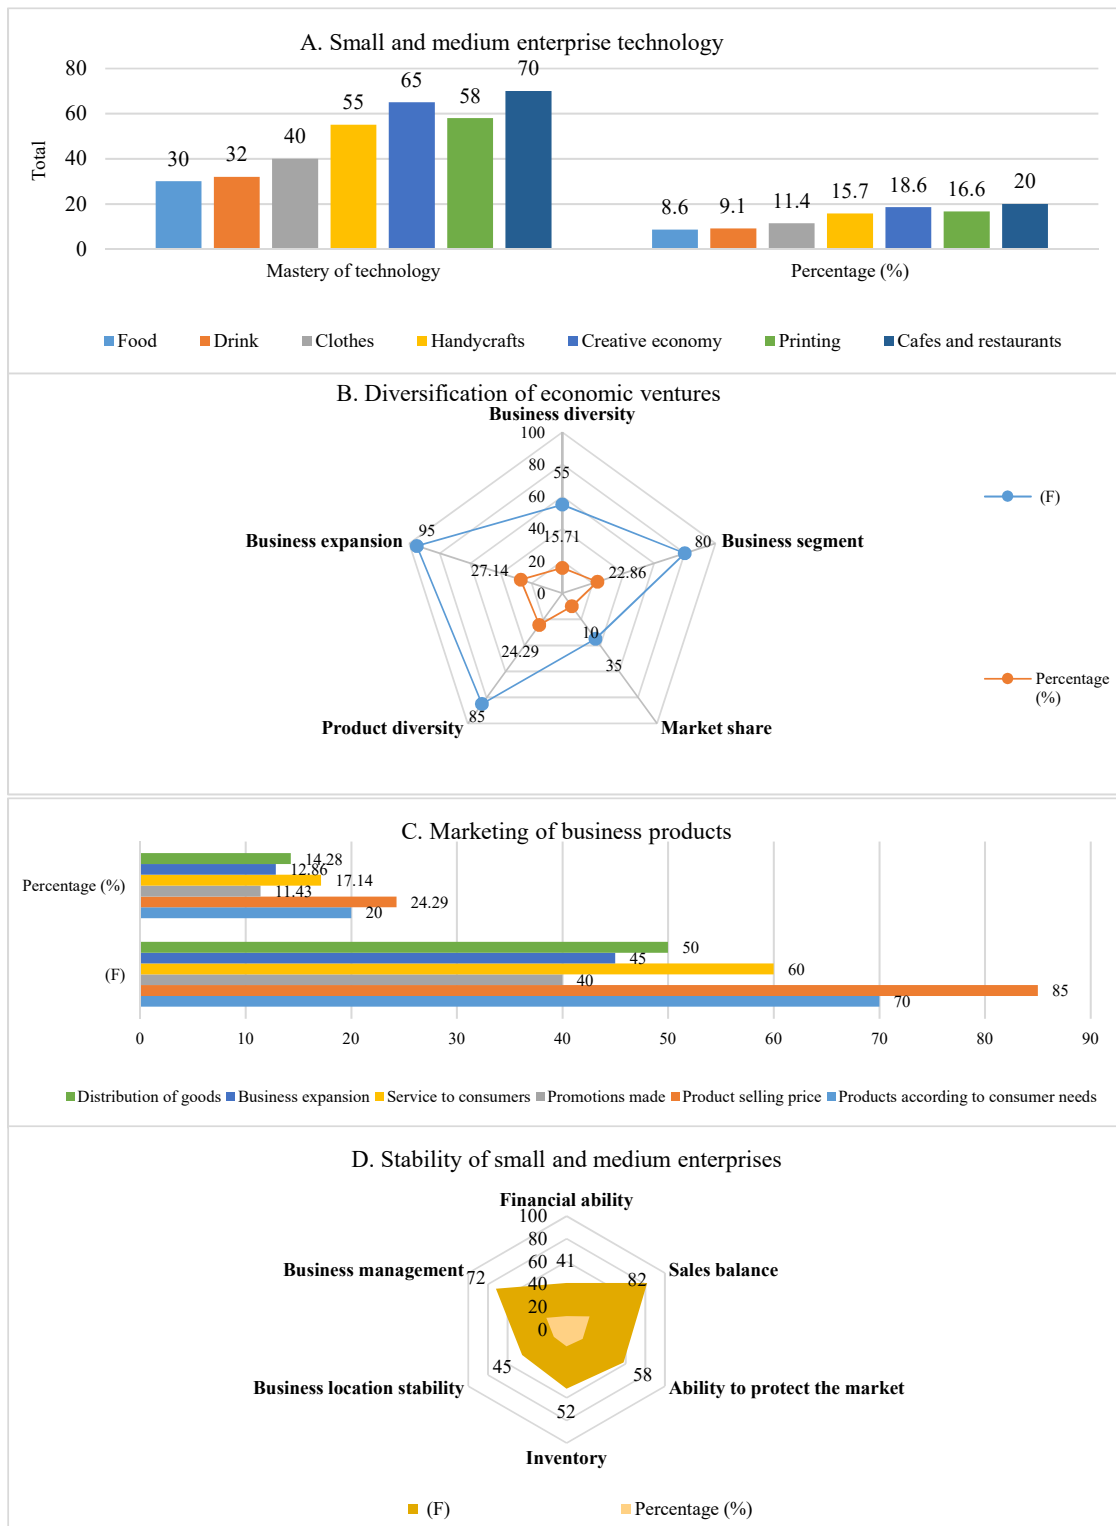 A. Small and medium enterprise technology
80
60
40
20
0
Total
30
32
40
55
65
58
70
8.6
9.1
11.4
15.7
18.6
16.6
20
Mastery of technology
Percentage (%)
Food
Drink
Clothes
Handycrafts
Creative economy
Printing
Cafes and restaurants
B. Diversification of economic ventures
Business diversity
100
80
60
40
20
0
55
15.71
Business expansion
95
27.14
80
Business segment
22.86
10
35
24.29
85
Product diversity
Market share
(F)
Percentage
(%)
C. Marketing of business products
Percentage (%)
14.28
12.86
17.14
11.43
24.29
20
(F)
50
45
60
40
85
70
0
10
20
30
40
50
60
70
80
90
Distribution of goods
Business expansion
Service to consumers
Promotions made
Product selling price
Products according to consumer needs
D. Stability of small and medium enterprises
Financial ability
100
80
60
40
20
0
41
Business management
72
82
Sales balance
45
58
Business location stability
Ability to protect the market
52
Inventory
(F)
Percentage (%)